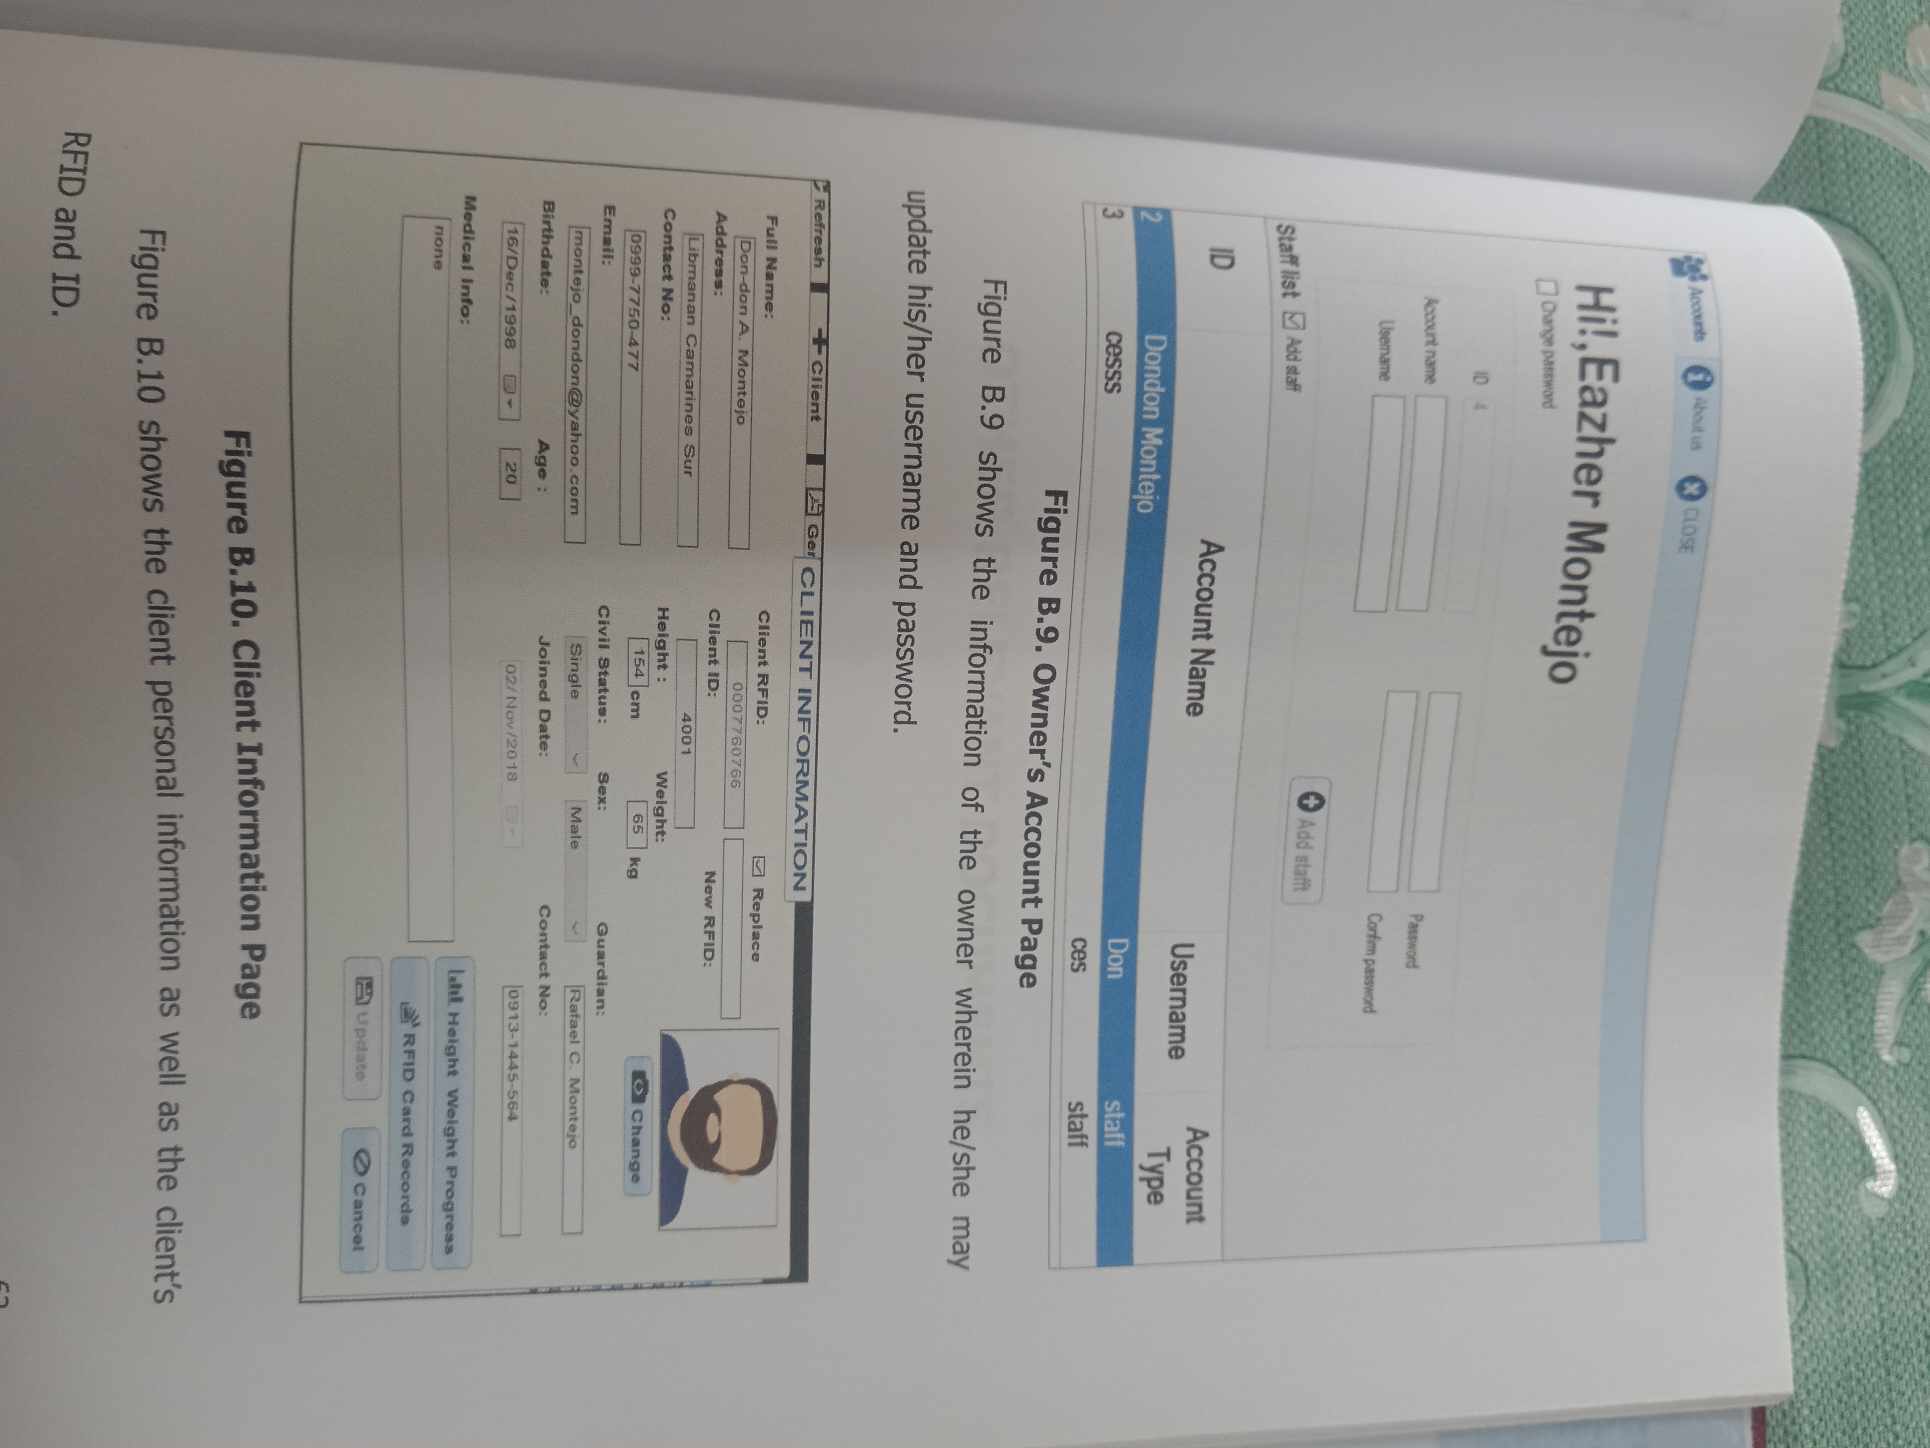 Accounts About us CLOSE
Hi!,Eazher Montejo
Change password
ID 4
Account name Password
Username Confirm password
Add stafft
Staff list Add staff
ID Account Name Username Account Type
2 Dondon Montejo Don staff
3 cesss ces staff
Figure B.9. Owner's Account Page
Figure B.9 shows the information of the owner wherein he/she may
update his/her username and password.
Refresh Client Ger CLIENT INFORMATION
Full Name: Client RFID: Replace
Don-don A. Montejo 0007760766
Address: Client ID: New RFID:
Libmanan Camarines Sur 4001
Contact No: Height : Weight:
0999-7750-477 154 cm 65 kg Change
Email: Civil Status: Sex: Guardian:
montejo_dondon@yahoo.com Single Male Rafael C. Montejo
Birthdate: Age : Joined Date: Contact No:
16/Dec/1998 20 02/Nov/2018 0913-1445-564
Medical Info:
none
Height Weight Progress
RFID Card Records
Update Cancel
Figure B.10. Client Information Page
Figure B.10 shows the client personal information as well as the client's
RFID and ID.